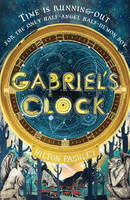 TIME IS RUNNING OUT
FOR THE ONLY HALF-ANGEL HALF-DEMON BOY
GABRIEL'S
CLOCK
HILTON PASHLEY